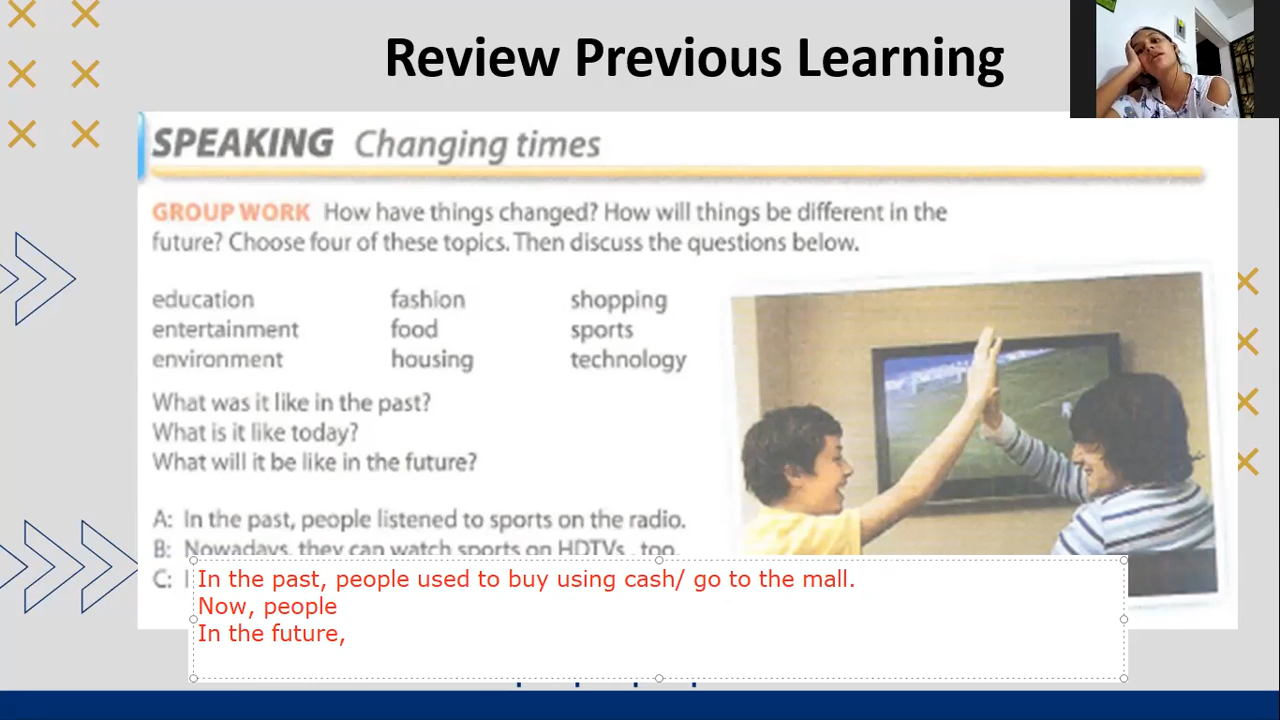 Review Previous Learning
SPEAKING Changing times
GROUP WORK How have things changed? How will things be different in the
future? Choose four of these topics. Then discuss the questions below.
education fashion shopping
entertainment food sports
environment housing technology
What was it like in the past?
What is it like today?
What will it be like in the future?
A: In the past, people listened to sports on the radio.
B: Nowadays, they can watch sports on HDTVs, too.
C: I
In the past, people used to buy using cash/ go to the mall.
Now, people
In the future,